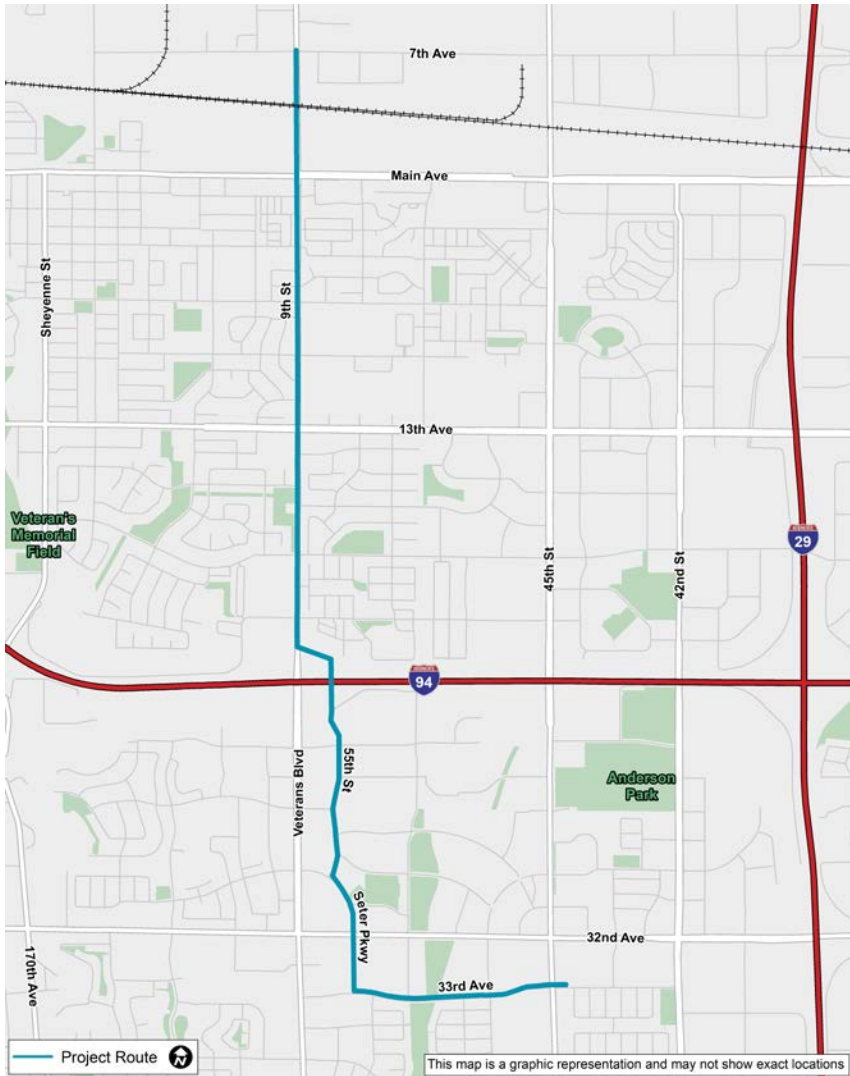 7th Ave
Main Ave
Sheyenne St
9th St
13th Ave
Veteran's
Memorial
Field
45th St
42nd St
29
94
Veterans Blvd
55th St
Anderson
Park
Seter Pkwy
32nd Ave
170th Ave
33rd Ave
Project Route N
This map is a graphic representation and may not show exact locations